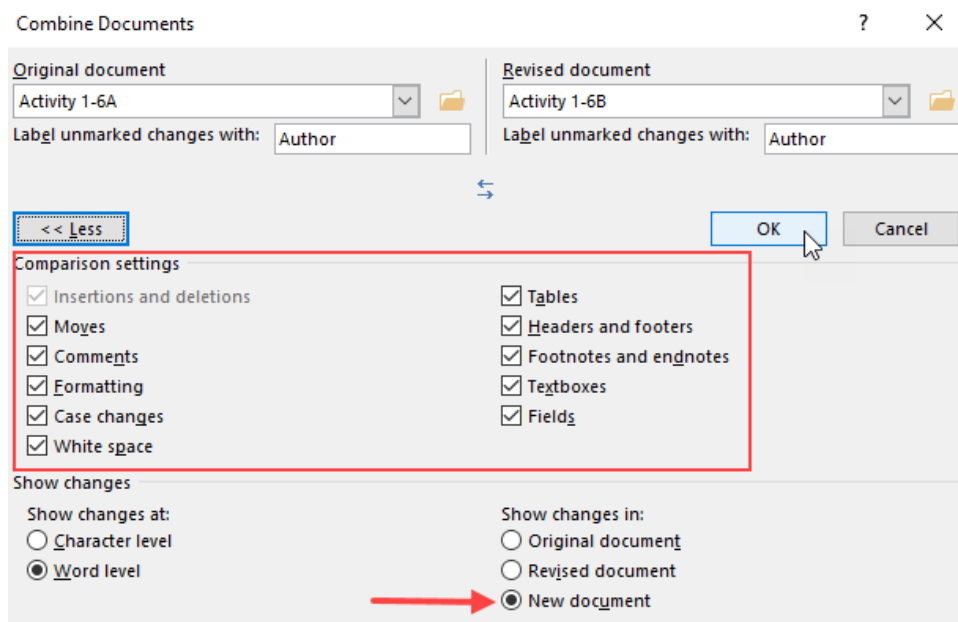 Combine Documents
?
Original document
Revised document
Activity 1-6A
Activity 1-6B
Label unmarked changes with:
Author
Label unmarked changes with:
Author
<< Less
OK
Cancel
Comparison settings
Insertions and deletions
Moves
Comments
Formatting
Case changes
White space
Tables
Headers and footers
Footnotes and endnotes
Textboxes
Fields
Show changes
Show changes at:
Character level
Word level
Show changes in:
Original document
Revised document
New document